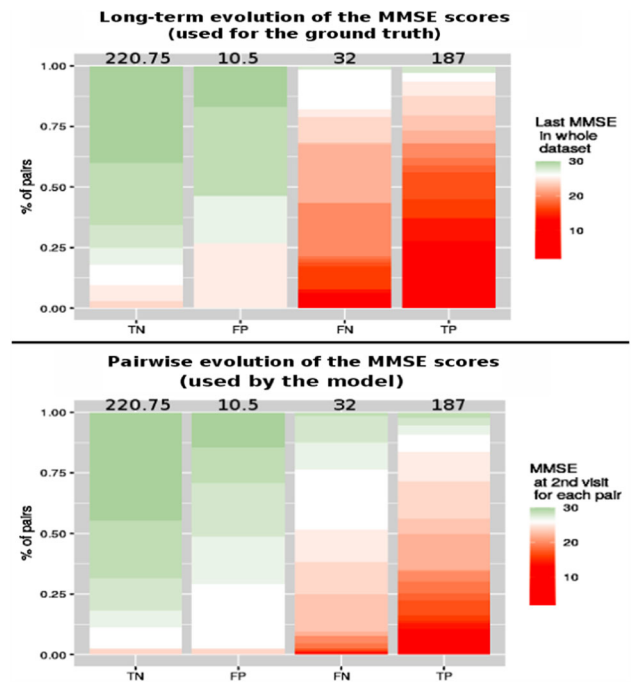 Long-term evolution of the MMSE scores
(used for the ground truth)
220.75 10.5 32 187
1.00
0.75
0.50
0.25
0.00
% of pairs
TN FP FN TP
Last MMSE
in whole
dataset
30
20
10
Pairwise evolution of the MMSE scores
(used by the model)
220.75 10.5 32 187
1.00
0.75
0.50
0.25
0.00
% of pairs
TN FP FN TP
MMSE
at 2nd visit
for each pair
30
20
10